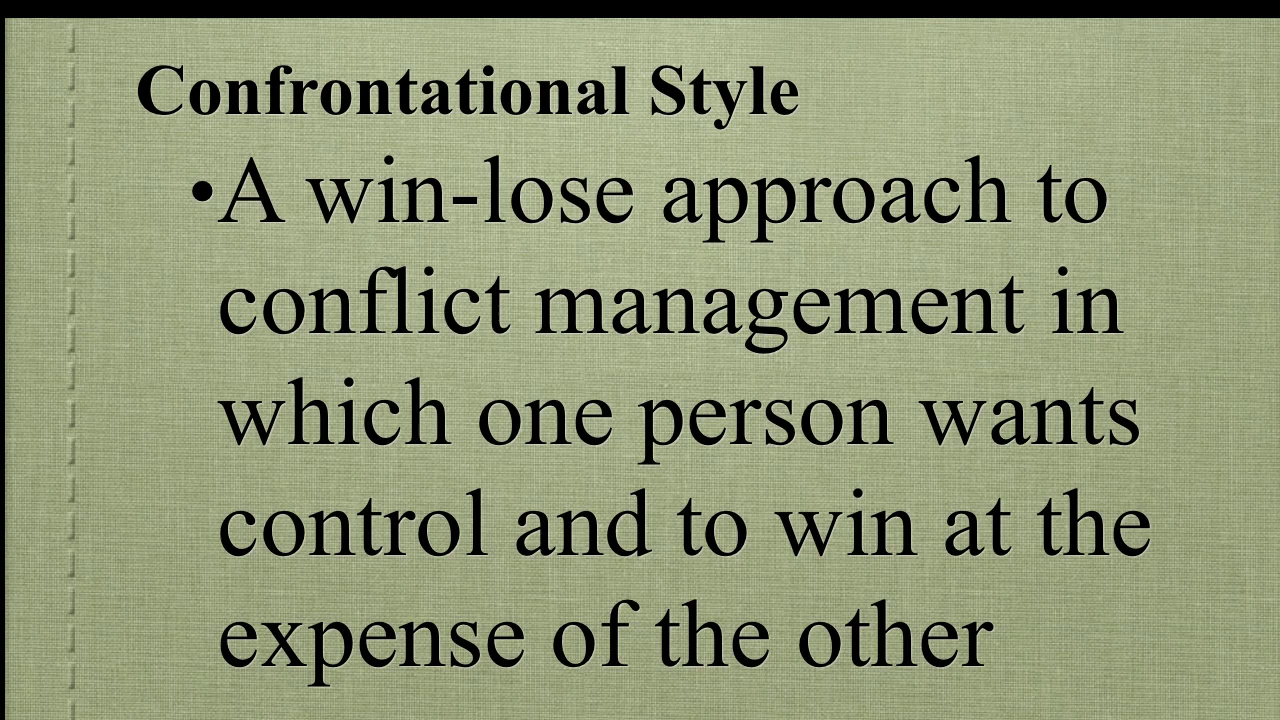 Confrontational Style
•A win-lose approach to
conflict management in
which one person wants
control and to win at the
expense of the other